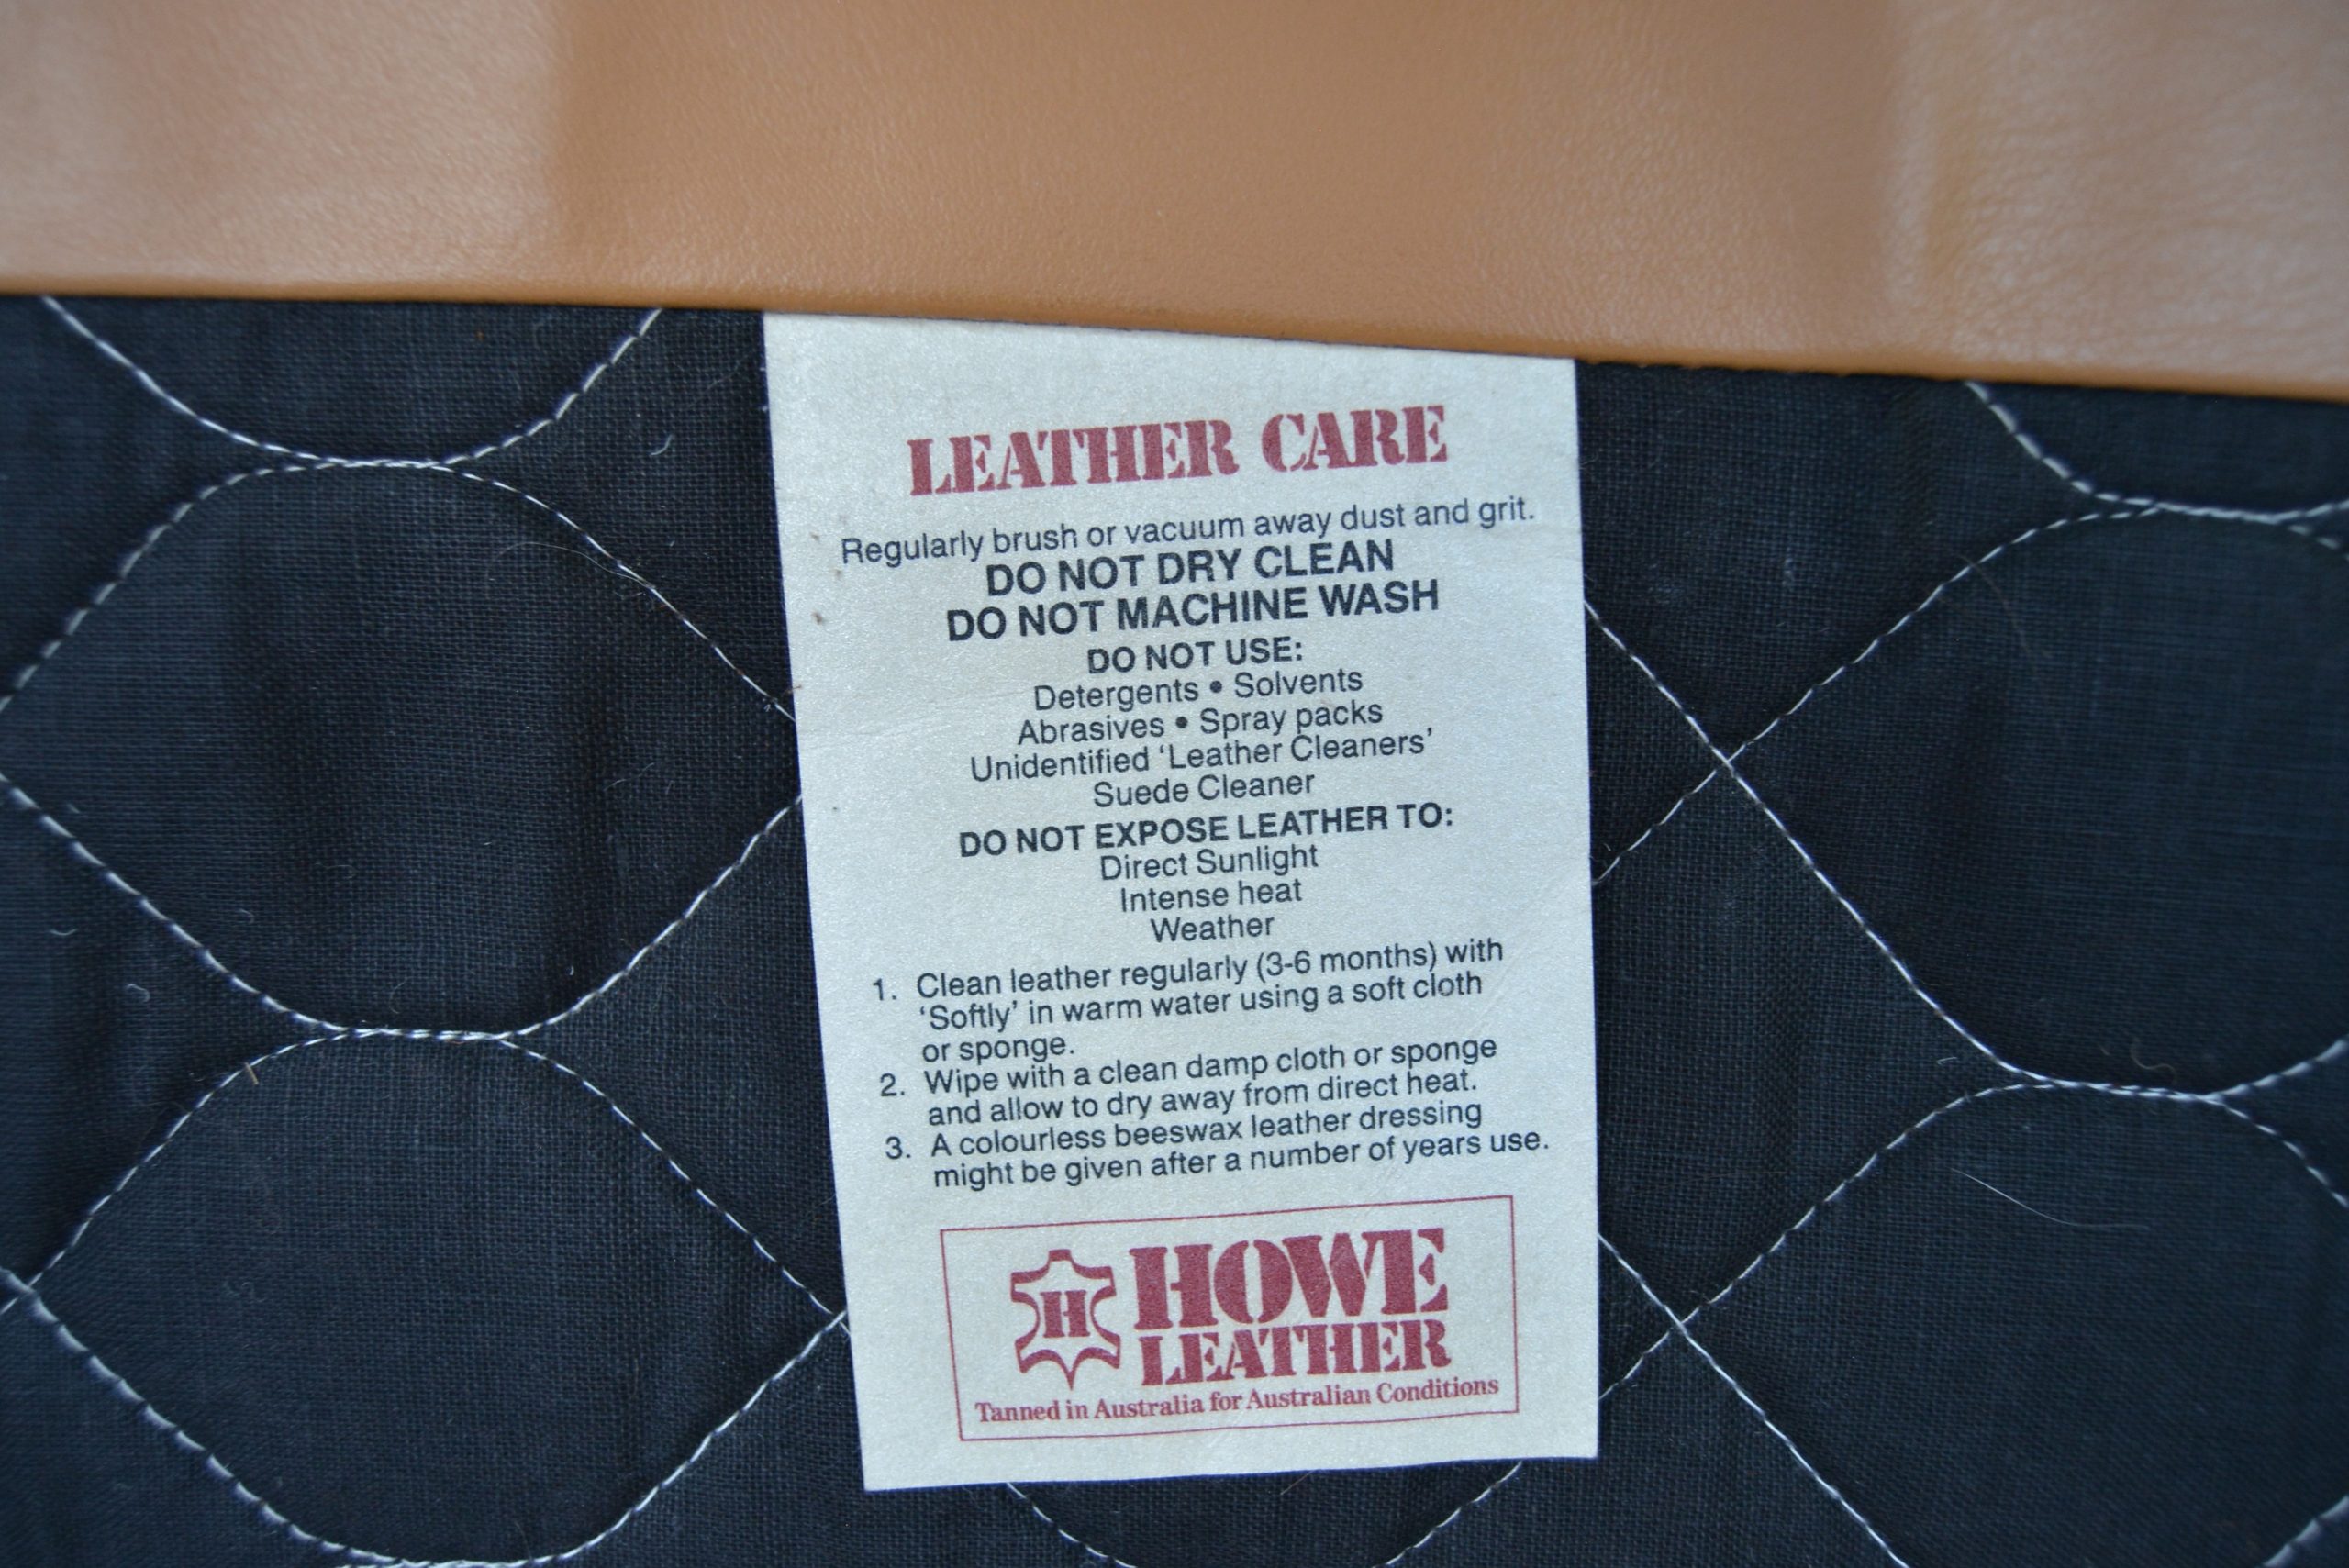 LEATHER CARE
Regularly brush or vacuum away dust and grit.
DO NOT DRY CLEAN
DO NOT MACHINE WASH
DO NOT USE:
Detergents • Solvents
Abrasives • Spray packs
Unidentified ‘Leather Cleaners’
Suede Cleaner
DO NOT EXPOSE LEATHER TO:
Direct Sunlight
Intense heat
Weather
1. Clean leather regularly (3-6 months) with
‘Softly’ in warm water using a soft cloth
or sponge.
2. Wipe with a clean damp cloth or sponge
and allow to dry away from direct heat.
3. A colourless beeswax leather dressing
might be given after a number of years use.
H
HOWE
LEATHER
Tanned in Australia for Australian Conditions